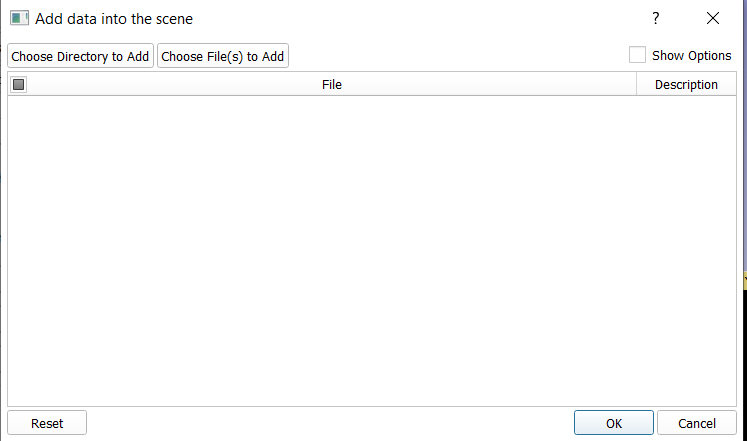 Add data into the scene
?
Choose Directory to Add Choose File(s) to Add Show Options
File Description
Reset OK Cancel